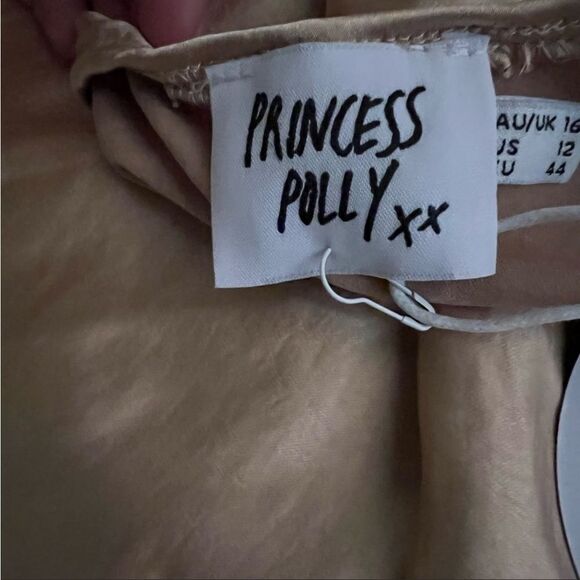 PRINCESS
POLLY xx
AU/UK 16
US 12
EU 44